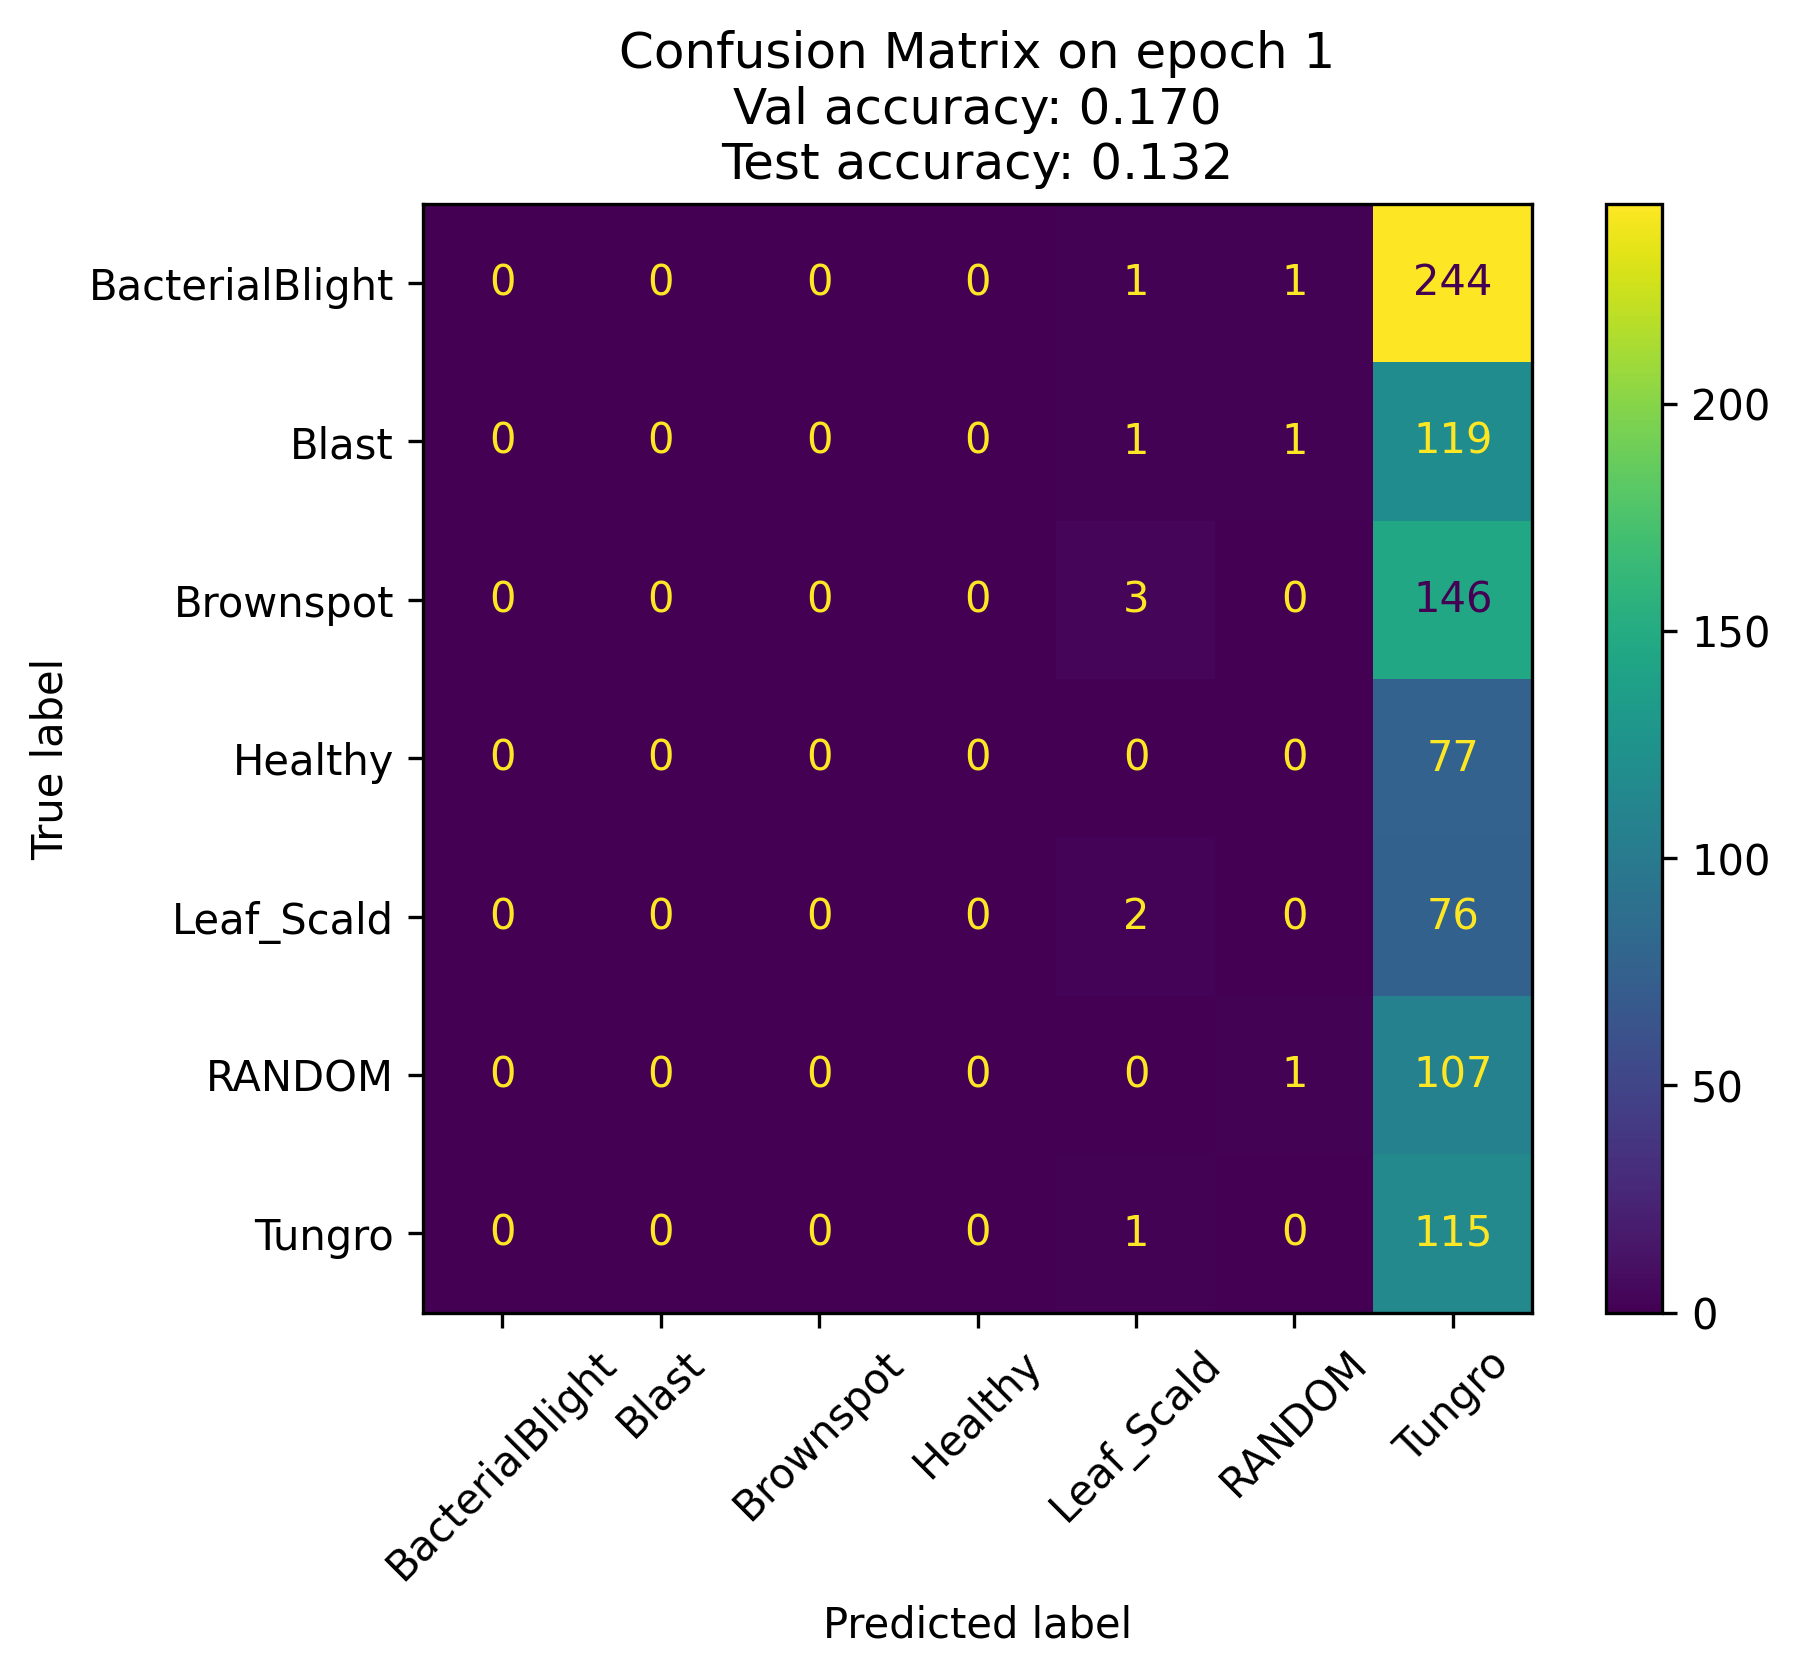 Confusion Matrix on epoch 1
Val accuracy: 0.170
Test accuracy: 0.132
BacterialBlight 0 0 0 0 1 1 244
Blast 0 0 0 0 1 1 119
Brownspot 0 0 0 0 3 0 146
Healthy 0 0 0 0 0 0 77
Leaf_Scald 0 0 0 0 2 0 76
RANDOM 0 0 0 0 0 1 107
Tungro 0 0 0 0 1 0 115
True label
BacterialBlight Blast Brownspot Healthy Leaf_Scald RANDOM Tungro
Predicted label
200
150
100
50
0